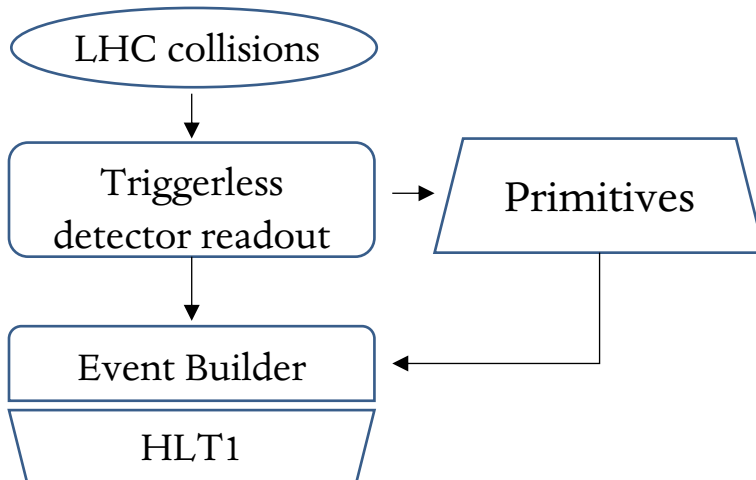 LHC collisions
Triggerless
detector readout
Primitives
Event Builder
HLT1